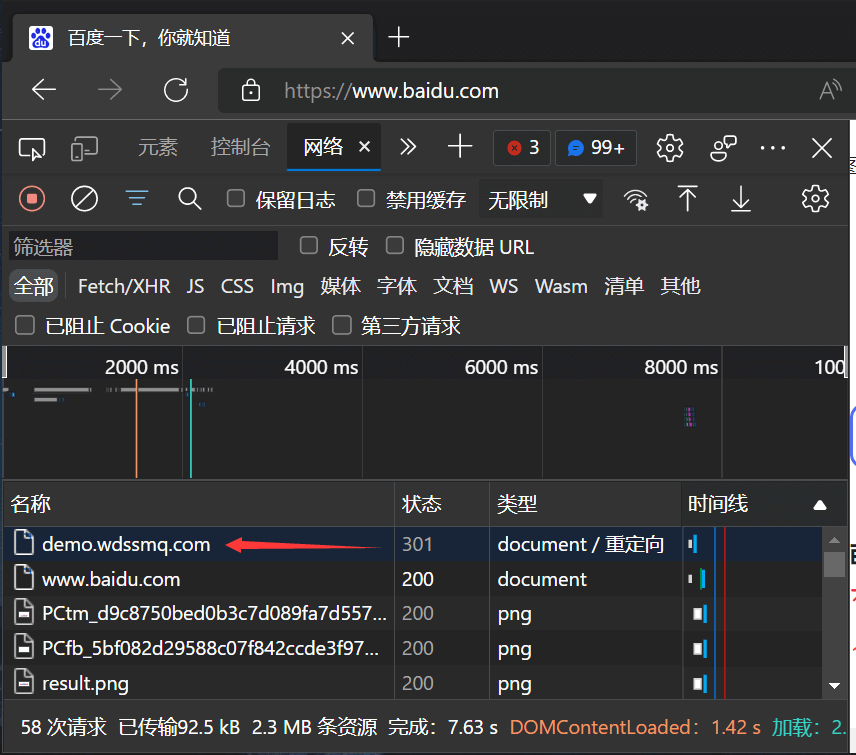 百度一下，你就知道
https://www.baidu.com
元素 控制台 网络 3 99+
保留日志 禁用缓存 无限制
筛选器 反转 隐藏数据 URL
全部 Fetch/XHR JS CSS Img 媒体 字体 文档 WS Wasm 清单 其他
已阻止 Cookie 已阻止请求 第三方请求
2000 ms 4000 ms 6000 ms 8000 ms 100
名称 状态 类型 时间线
demo.wdssmq.com 301 document / 重定向
www.baidu.com 200 document
PCtm_d9c8750bed0b3c7d089fa7d557... 200 png
PCfb_5bf082d29588c07f842ccde3f97... 200 png
result.png 200 png
58 次请求 已传输92.5 kB 2.3 MB 条资源 完成：7.63 s DOMContentLoaded：1.42 s 加载：2.